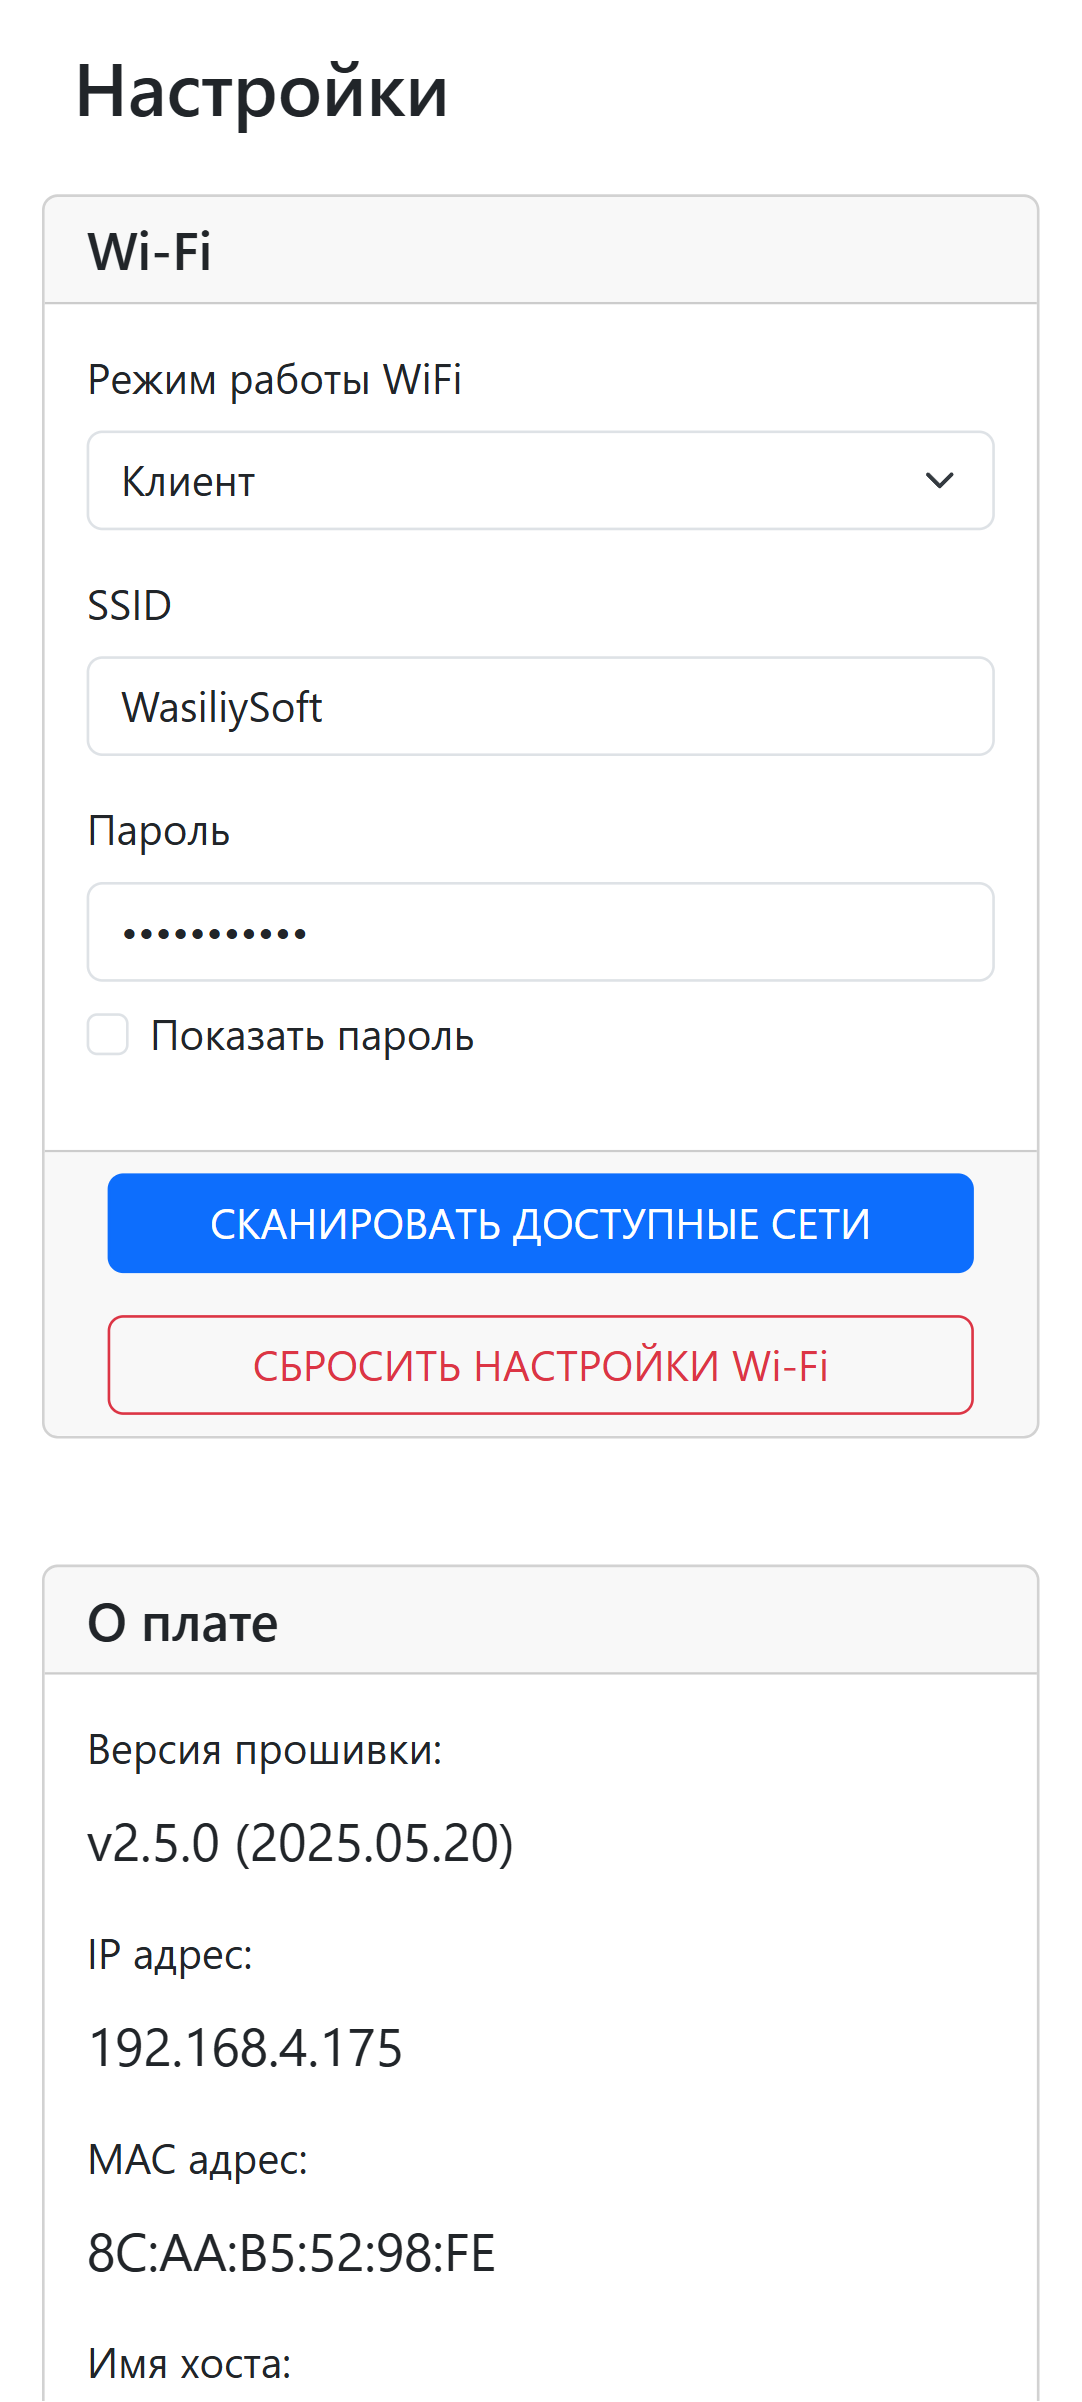 Настройки
Wi-Fi
Режим работы WiFi
Клиент
SSID
WasiliySoft
Пароль
•••••••••••
Показать пароль
СКАНИРОВАТЬ ДОСТУПНЫЕ СЕТИ
СБРОСИТЬ НАСТРОЙКИ Wi-Fi
О плате
Версия прошивки:
v2.5.0 (2025.05.20)
IP адрес:
192.168.4.175
MAC адрес:
8C:AA:B5:52:98:FE
Имя хоста: